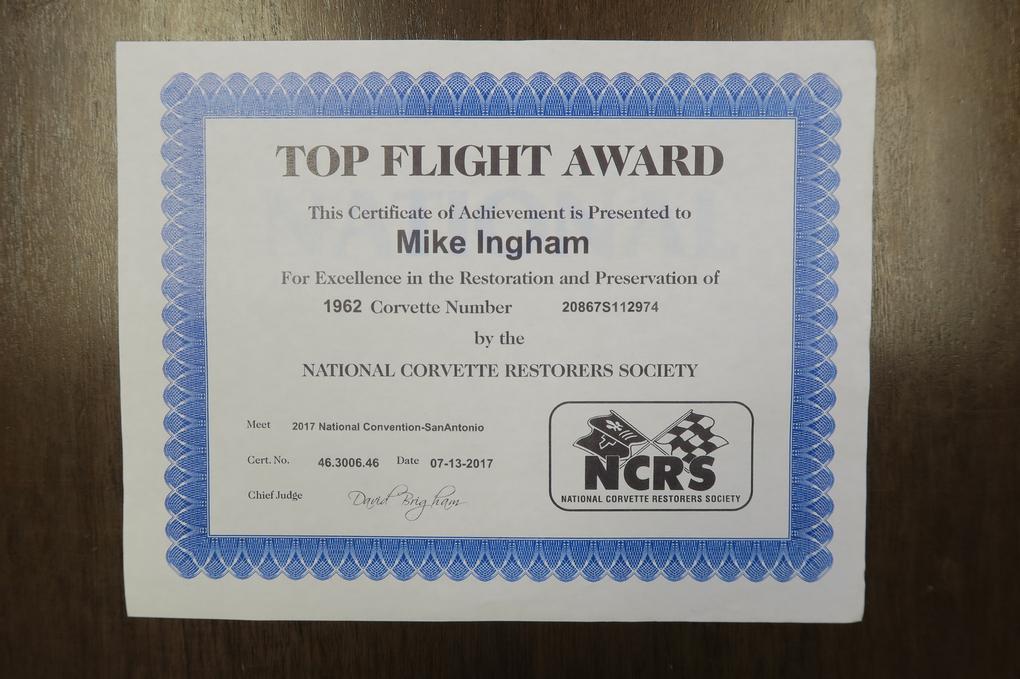 TOP FLIGHT AWARD
This Certificate of Achievement is Presented to
Mike Ingham
For Excellence in the Restoration and Preservation of
1962 Corvette Number 20867S112974
by the
NATIONAL CORVETTE RESTORERS SOCIETY
Meet 2017 National Convention-SanAntonio
Cert. No. 46.3006.46 Date 07-13-2017
Chief Judge David Brigham
NCRS
NATIONAL CORVETTE RESTORERS SOCIETY